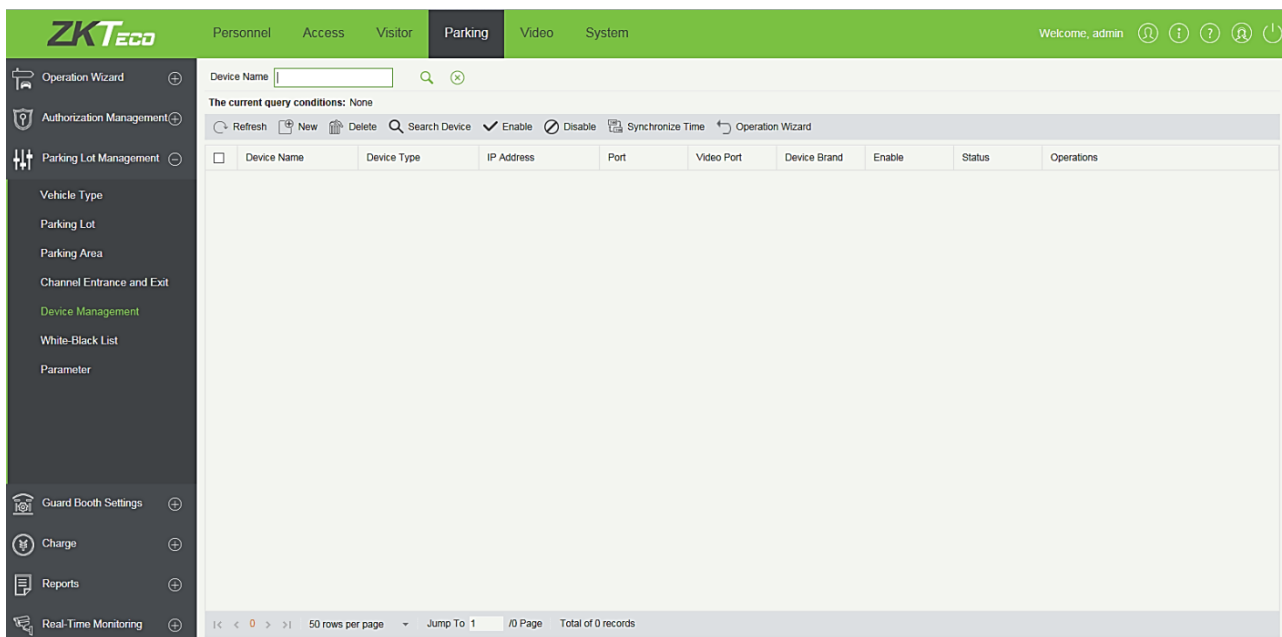 ZKTeco Personnel Access Visitor Parking Video System Welcome, admin
Operation Wizard
Authorization Management
Parking Lot Management
Vehicle Type
Parking Lot
Parking Area
Channel Entrance and Exit
Device Management
White-Black List
Parameter
Guard Booth Settings
Charge
Reports
Real-Time Monitoring
Device Name
The current query conditions: None
Refresh New Delete Search Device Enable Disable Synchronize Time Operation Wizard
Device Name Device Type IP Address Port Video Port Device Brand Enable Status Operations
|< < 0 > >| 50 rows per page Jump To 1 /0 Page Total of 0 records